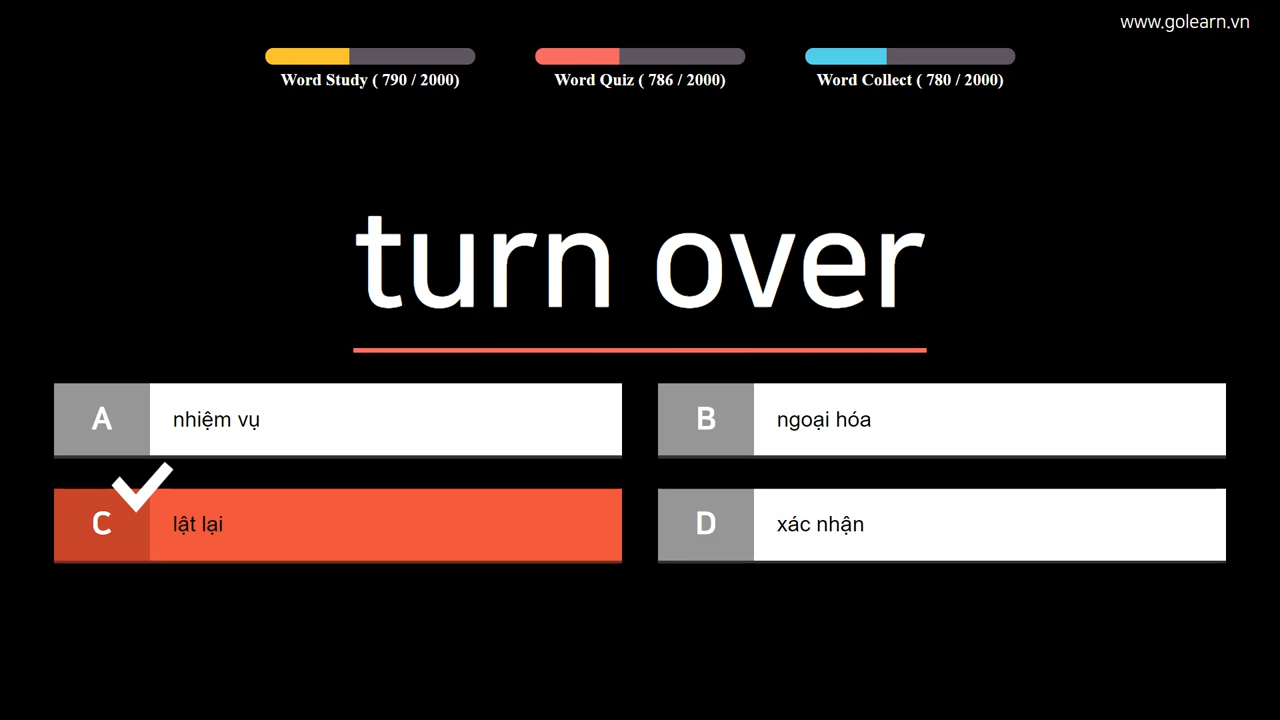 www.golearn.vn
Word Study ( 790 / 2000)
Word Quiz ( 786 / 2000)
Word Collect ( 780 / 2000)
turn over
A nhiệm vụ
B ngoại hóa
C lật lại
D xác nhận